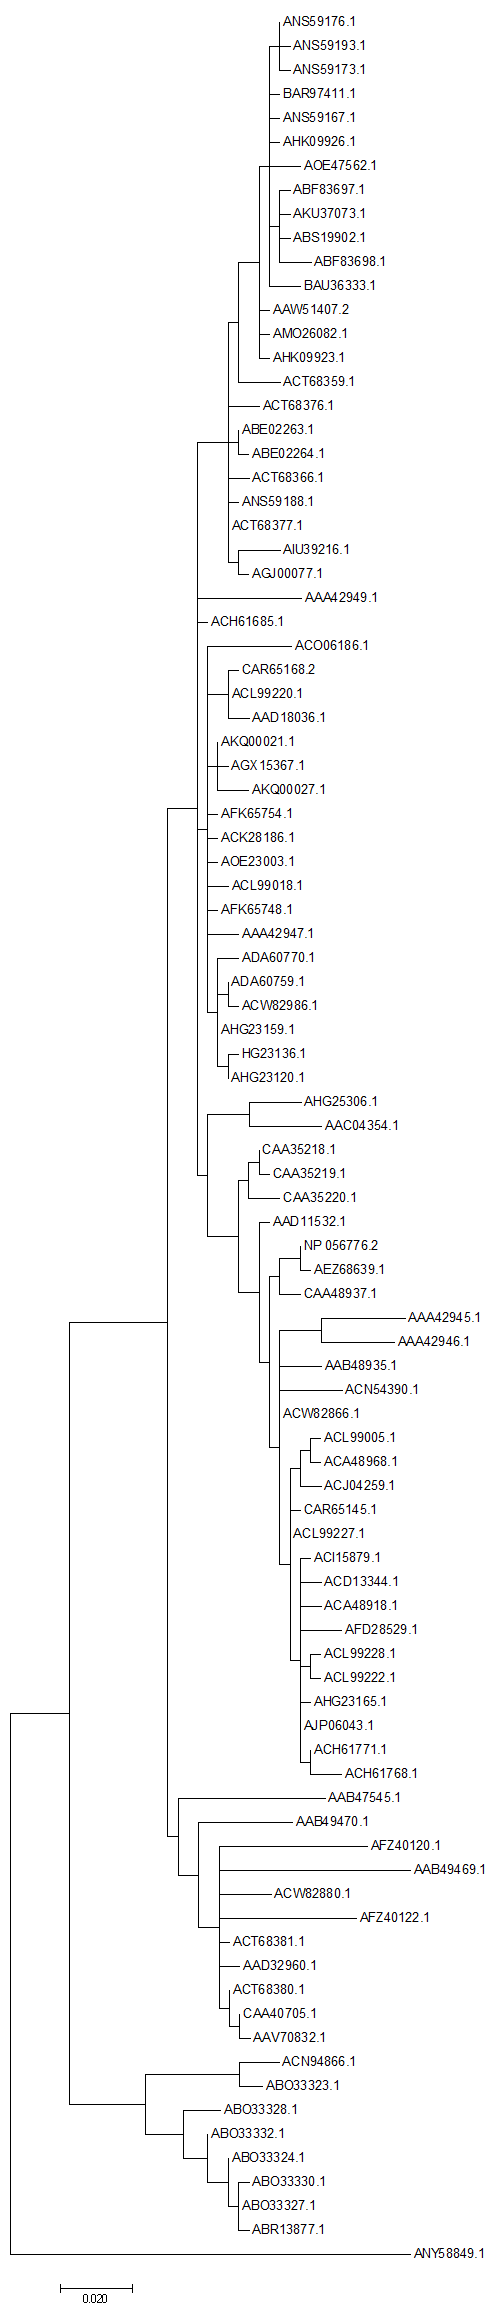 ANS59176.1
ANS59193.1
ANS59173.1
BAR97411.1
ANS59167.1
AHK09926.1
AOE47562.1
ABF83697.1
AKU37073.1
ABS19902.1
ABF83698.1
BAU36333.1
AAW51407.2
AMO26082.1
AHK09923.1
ACT68359.1
ACT68376.1
ABE02263.1
ABE02264.1
ACT68366.1
ANS59188.1
ACT68377.1
AIU39216.1
AGJ00077.1
AAA42949.1
ACH61685.1
ACO06186.1
CAR65168.2
ACL99220.1
AAD18036.1
AKQ00021.1
AGX15367.1
AKQ00027.1
AFK65754.1
ACK28186.1
AOE23003.1
ACL99018.1
AFK65748.1
AAA42947.1
ADA60770.1
ADA60759.1
ACW82986.1
AHG23159.1
HG23136.1
AHG23120.1
AHG25306.1
AAC04354.1
CAA35218.1
CAA35219.1
CAA35220.1
AAD11532.1
NP 056776.2
AEZ68639.1
CAA48937.1
AAA42945.1
AAA42946.1
AAB48935.1
ACN54390.1
ACW82866.1
ACL99005.1
ACA48968.1
ACJ04259.1
CAR65145.1
ACL99227.1
ACI15879.1
ACD13344.1
ACA48918.1
AFD28529.1
ACL99228.1
ACL99222.1
AHG23165.1
AJP06043.1
ACH61771.1
ACH61768.1
AAB47545.1
AAB49470.1
AFZ40120.1
AAB49469.1
ACW82880.1
AFZ40122.1
ACT68381.1
AAD32960.1
ACT68380.1
CAA40705.1
AAV70832.1
ACN94866.1
ABO33323.1
ABO33328.1
ABO33332.1
ABO33324.1
ABO33330.1
ABO33327.1
ABR13877.1
ANY58849.1
0.020